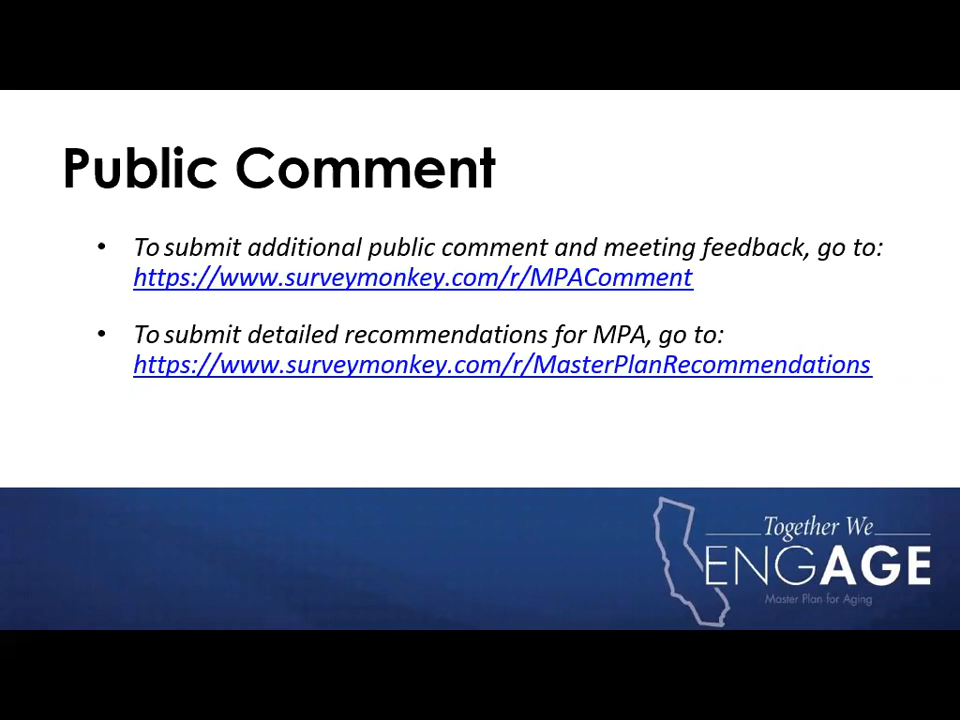 Public Comment
• To submit additional public comment and meeting feedback, go to:
https://www.surveymonkey.com/r/MPAComment
• To submit detailed recommendations for MPA, go to:
https://www.surveymonkey.com/r/MasterPlanRecommendations
Together We
ENGAGE
Master Plan for Aging